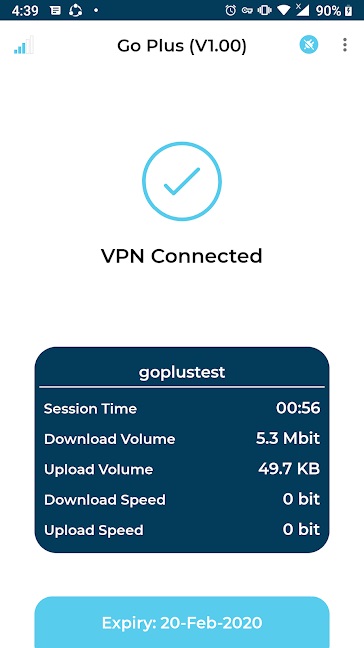 4:39 90%
Go Plus (V1.00)
VPN Connected
goplustest
Session Time 00:56
Download Volume 5.3 Mbit
Upload Volume 49.7 KB
Download Speed 0 bit
Upload Speed 0 bit
Expiry: 20-Feb-2020